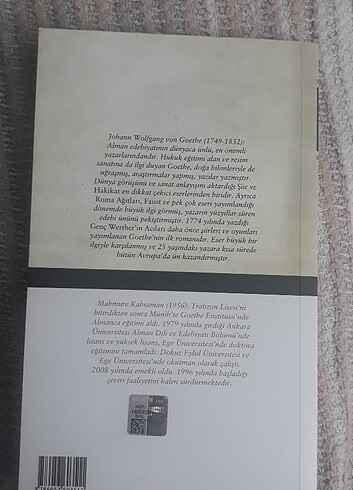 Johann Wolfgang von Goethe (1749-1832):
Alman edebiyatının dünyaca ünlü, en önemli
yazarlarındandır. Hukuk eğitimi alan ve resim
sanatına da ilgi duyan Goethe, doğa bilimleriyle de
uğraşmış, araştırmalar yapmış, yazılar yazmıştır.
Dünya görüşünü ve sanat anlayışını aktardığı Şiir ve
Hakikat en dikkat çekici eserlerinden biridir. Ayrıca
Roma Ağıtları, Faust ve pek çok eseri yayımlandığı
dönemde büyük ilgi görmüş, yazarın yüzyıllar süren
edebi ününü pekiştirmiştir. 1774 yılında yazdığı
Genç Werther'in Acıları daha önce şiirleri ve oyunları
yayımlanan Goethe'nin ilk romanıdır. Eser büyük bir
ilgiyle karşılanmış ve 25 yaşındaki yazara kısa sürede
bütün Avrupa'da ün kazandırmıştır.
Mahmure Kahraman (1956): Trabzon Lisesi'ni
bitirdikten sonra Münih'te Goethe Enstitüsü'nde
Almanca eğitimi aldı. 1979 yılında girdiği Ankara
Üniversitesi Alman Dili ve Edebiyatı Bölümü'nde
lisans ve yüksek lisans, Ege Üniversitesi'nde doktora
eğitimini tamamladı. Dokuz Eylül Üniversitesi ve
Ege Üniversitesi'nde okutman olarak çalıştı.
2008 yılında emekli oldu. 1996 yılında başladığı
çeviri faaliyetini halen sürdürmektedir.